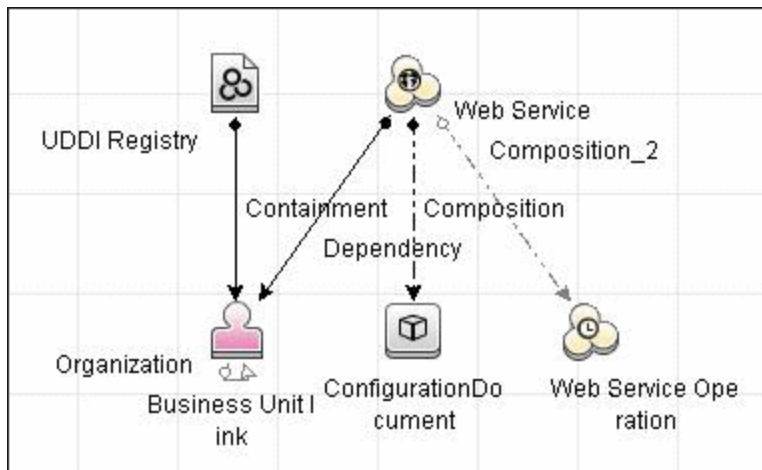 UDDI Registry
Web Service
Composition_2
Containment
Composition
Dependency
Organization
Business Unit l
ink
ConfigurationDo
cument
Web Service Ope
ration